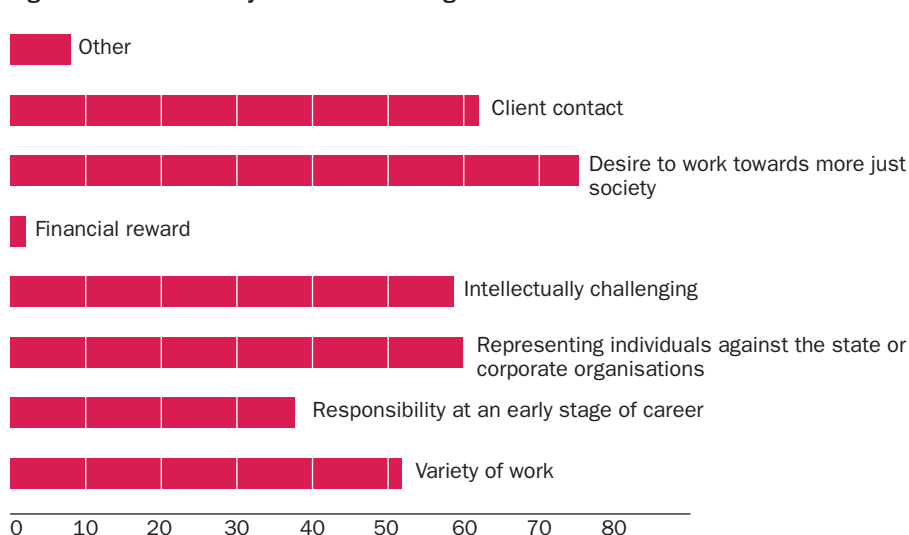 Other
Client contact
Desire to work towards more just
society
Financial reward
Intellectually challenging
Representing individuals against the state or
corporate organisations
Responsibility at an early stage of career
Variety of work
0 10 20 30 40 50 60 70 80